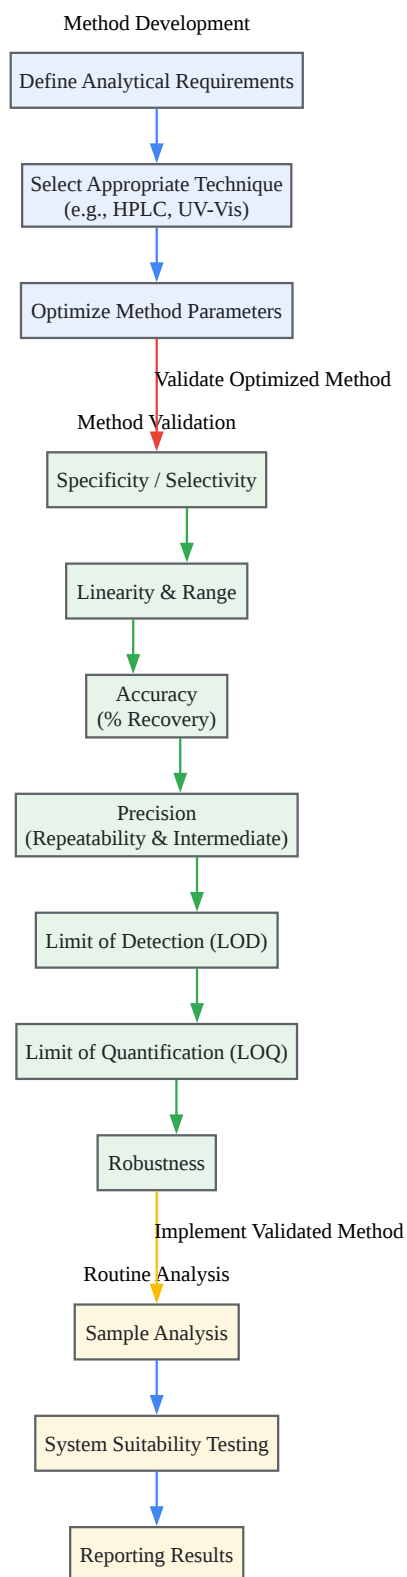 Method Development
Define Analytical Requirements
Select Appropriate Technique
(e.g., HPLC, UV-Vis)
Optimize Method Parameters
Validate Optimized Method
Method Validation
Specificity / Selectivity
Linearity & Range
Accuracy
(% Recovery)
Precision
(Repeatability & Intermediate)
Limit of Detection (LOD)
Limit of Quantification (LOQ)
Robustness
Implement Validated Method
Routine Analysis
Sample Analysis
System Suitability Testing
Reporting Results